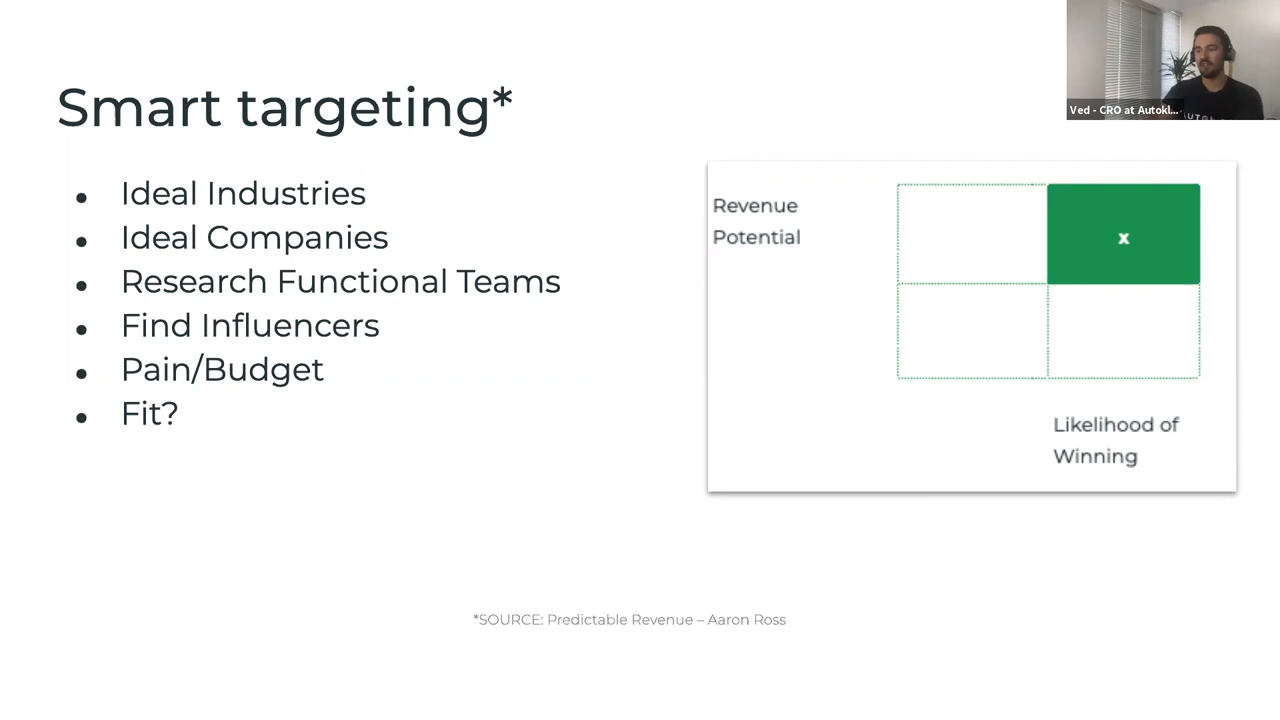 Smart targeting*
Ved - CRO at Autokl...
● Ideal Industries
● Ideal Companies
● Research Functional Teams
● Find Influencers
● Pain/Budget
● Fit?
Revenue
Potential
x
Likelihood of
Winning
*SOURCE: Predictable Revenue – Aaron Ross